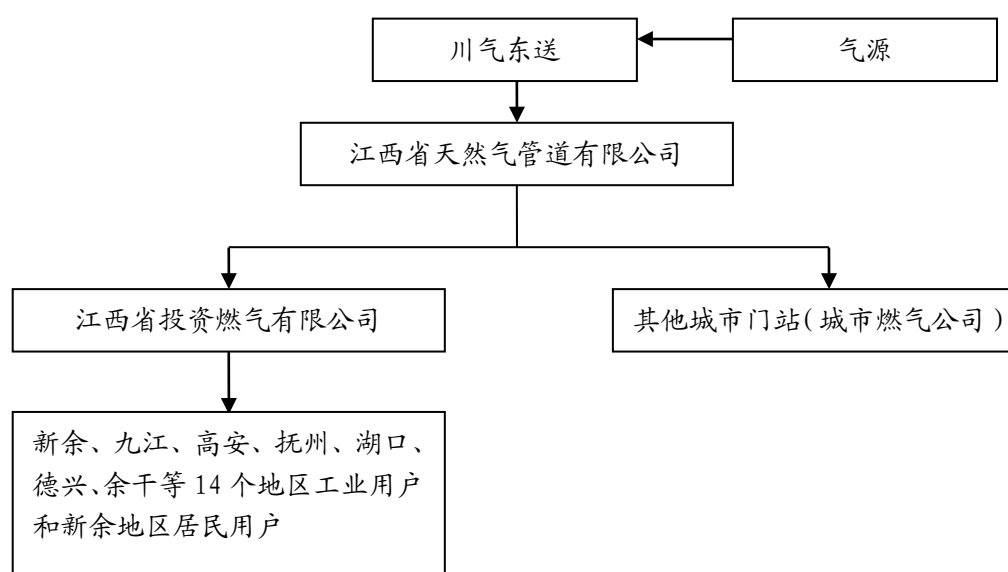 川气东送
气源
江西省天然气管道有限公司
江西省投资燃气有限公司
其他城市门站（城市燃气公司）
新余、九江、高安、抚州、湖口、
德兴、余干等 14 个地区工业用户
和新余地区居民用户